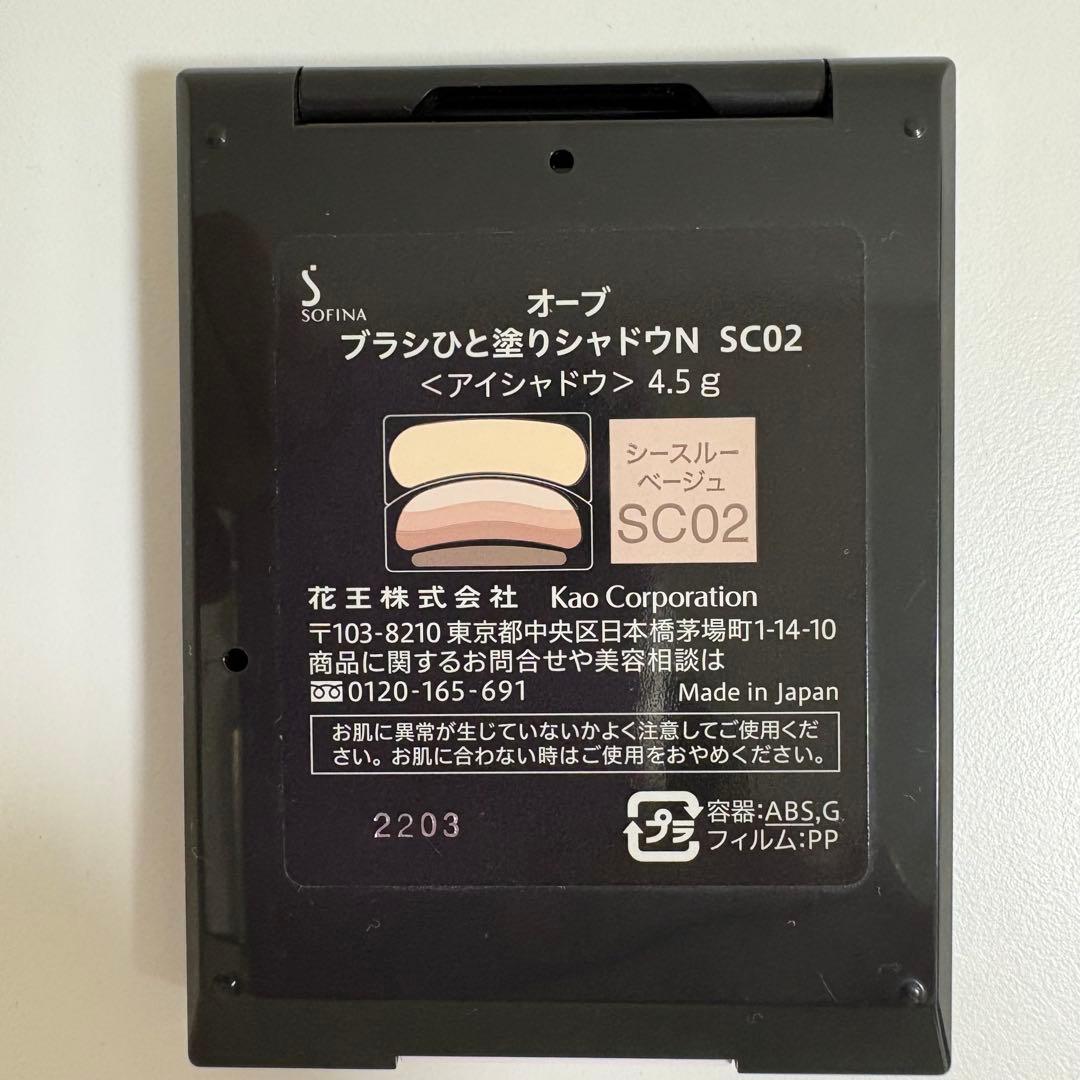 SOFINA
オーブ
ブラシひと塗りシャドウN SC02
＜アイシャドウ＞ 4.5g
シースルー
ベージュ
SC02
花王株式会社 Kao Corporation
〒103-8210 東京都中央区日本橋茅場町1-14-10
商品に関するお問合せや美容相談は
0120-165-691 Made in Japan
お肌に異常が生じていないかよく注意してご使用くだ
さい。お肌に合わない時はご使用をおやめください。
2203
プラ
容器:ABS,G
フィルム:PP